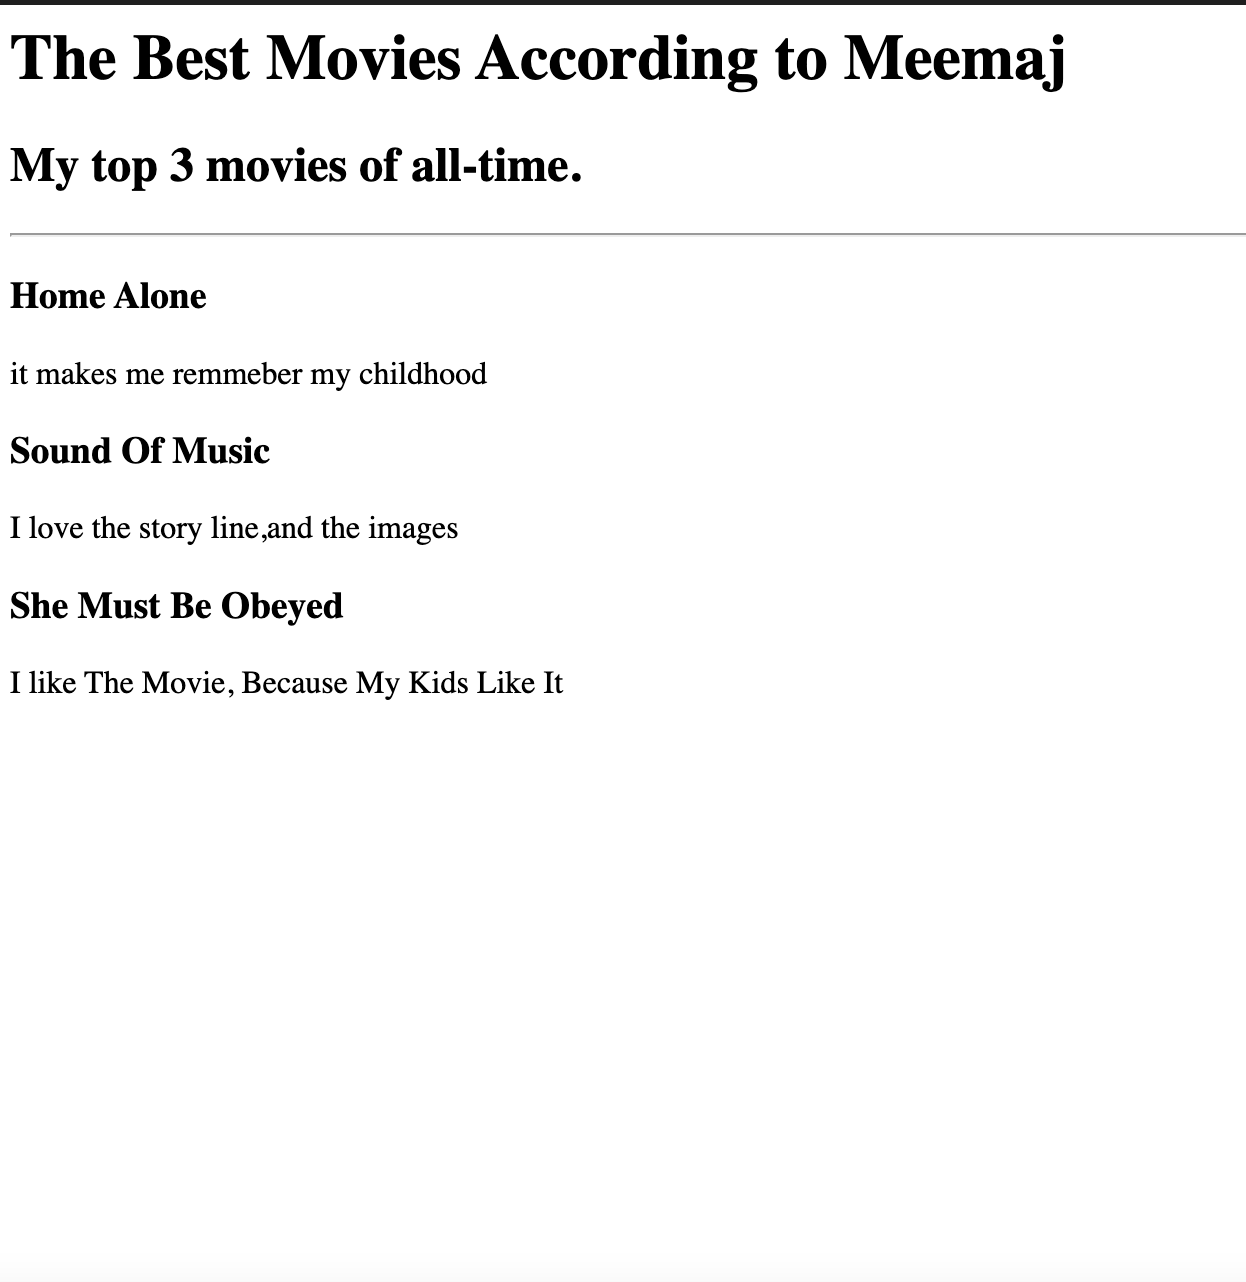 The Best Movies According to Meemaj
My top 3 movies of all-time.
Home Alone
it makes me remmeber my childhood
Sound Of Music
I love the story line,and the images
She Must Be Obeyed
I like The Movie, Because My Kids Like It